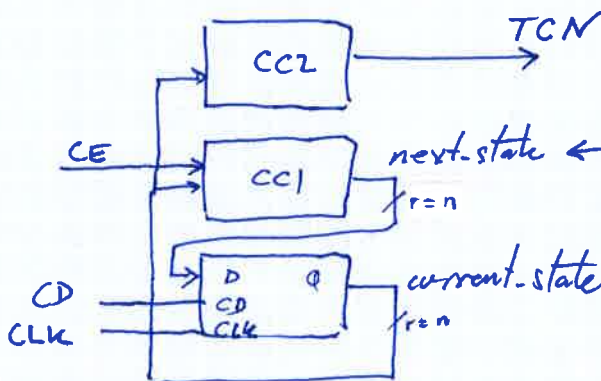 TCN
CC2
CE
CC1
next_state ←
r=n
D Q
CD
CLK
current_state
CD
CLK
r=n